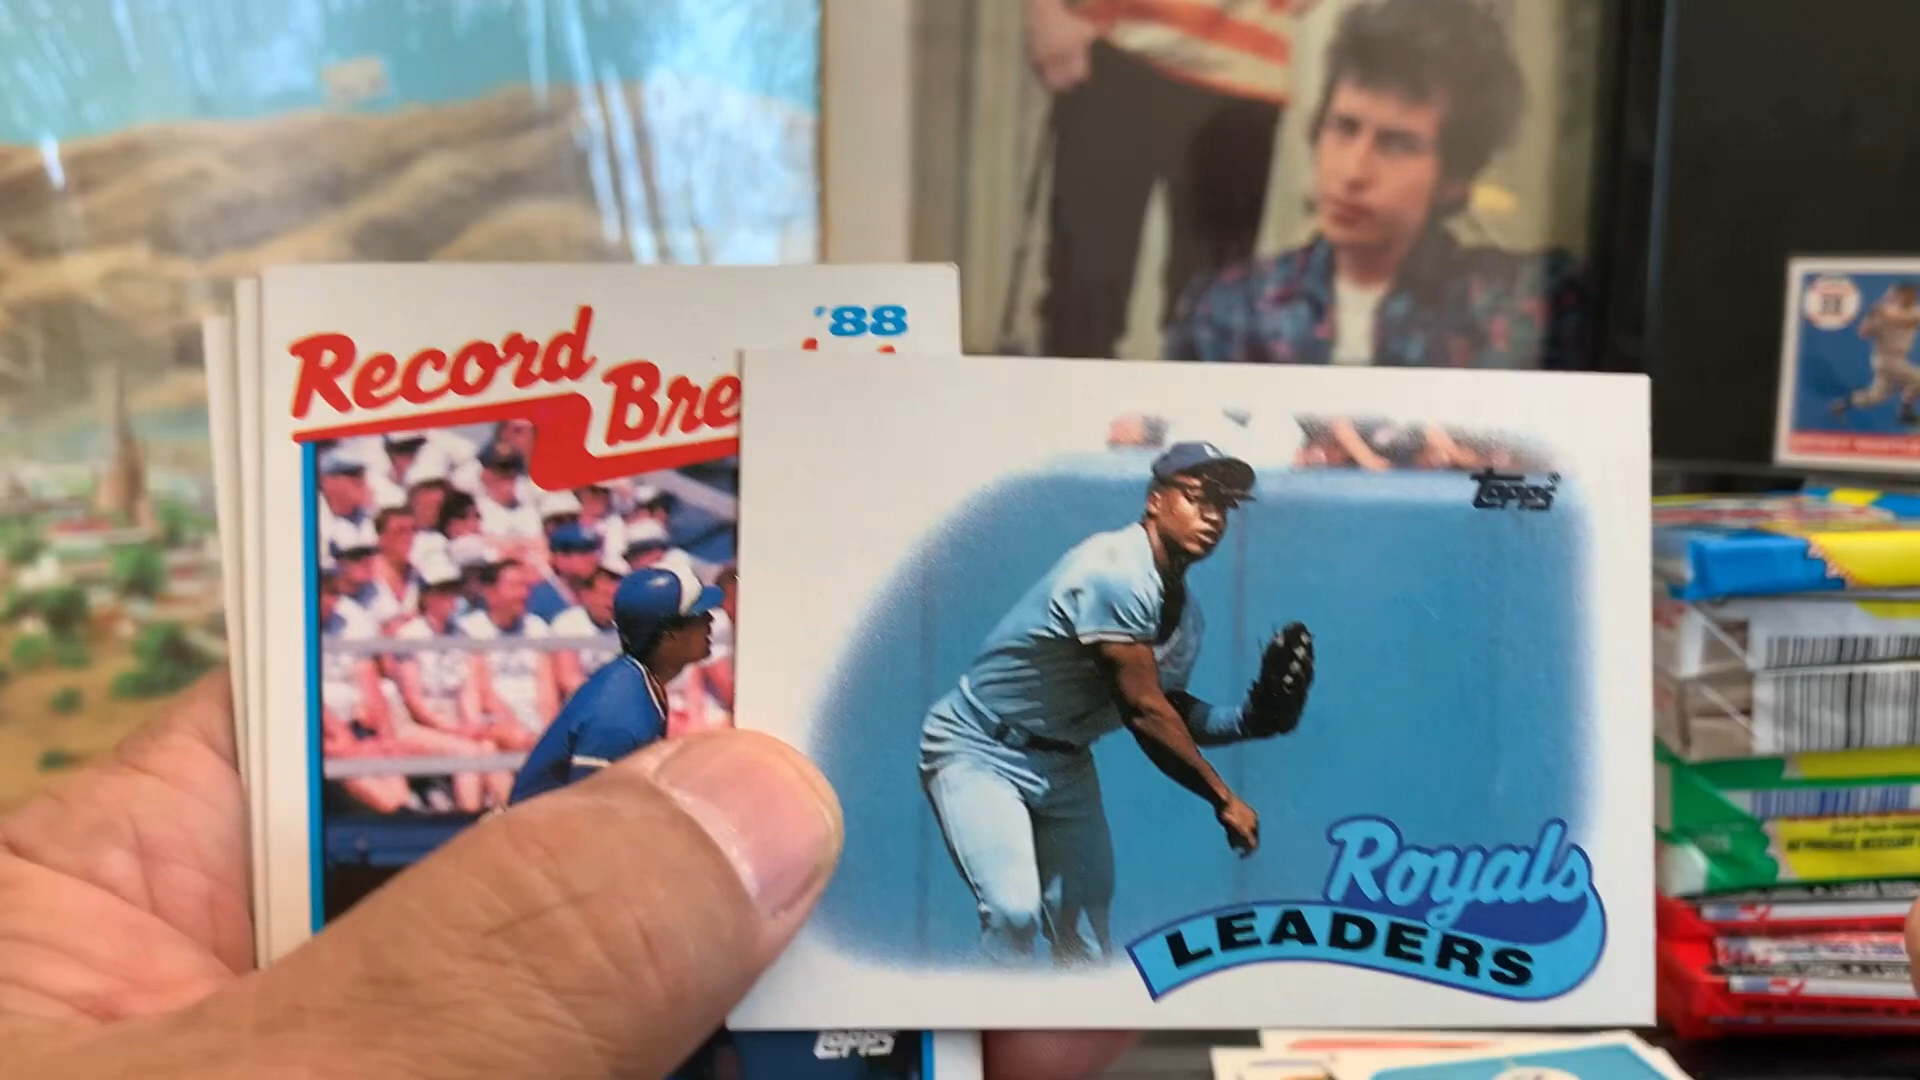 '88
Record
Bre
Topps
Royals
LEADERS
Topps